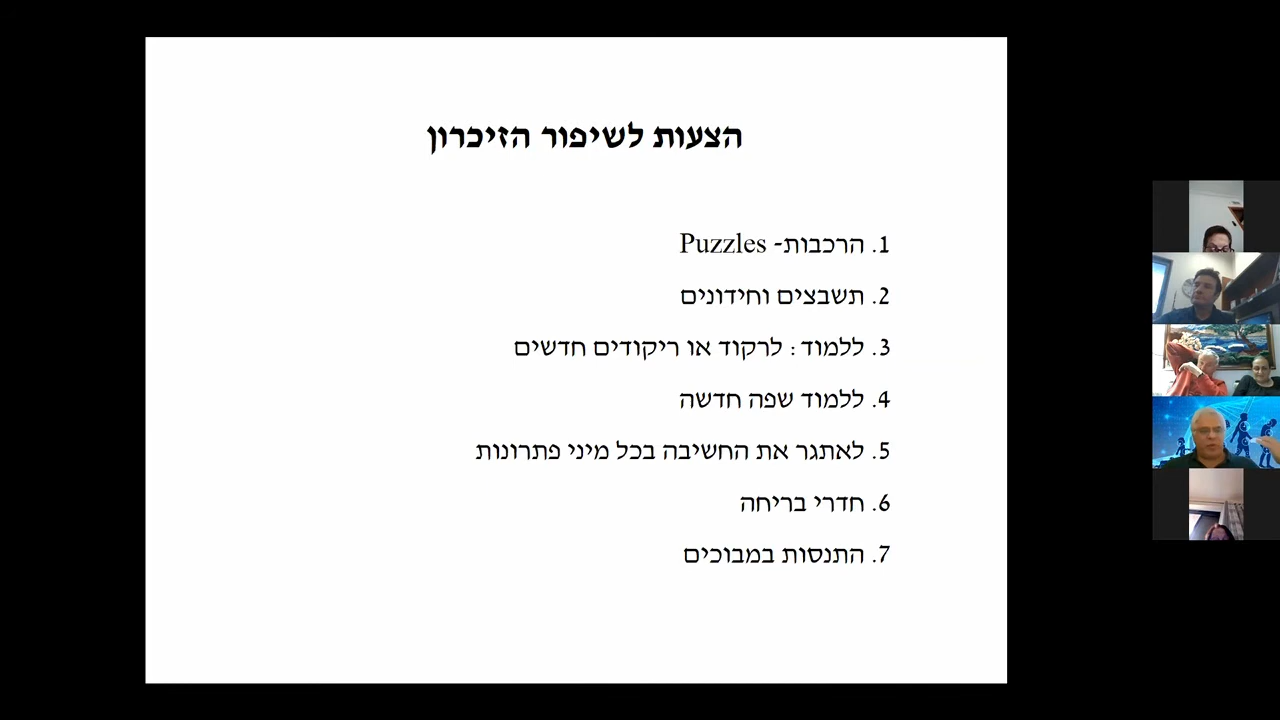 הצעות לשיפור הזיכרון
1. הרכבות- Puzzles
2. תשבצים וחידונים
3. ללמוד: לרקוד או ריקודים חדשים
4. ללמוד שפה חדשה
5. לאתגר את החשיבה בכל מיני פתרונות
6. חדרי בריחה
7. התנסות במבוכים